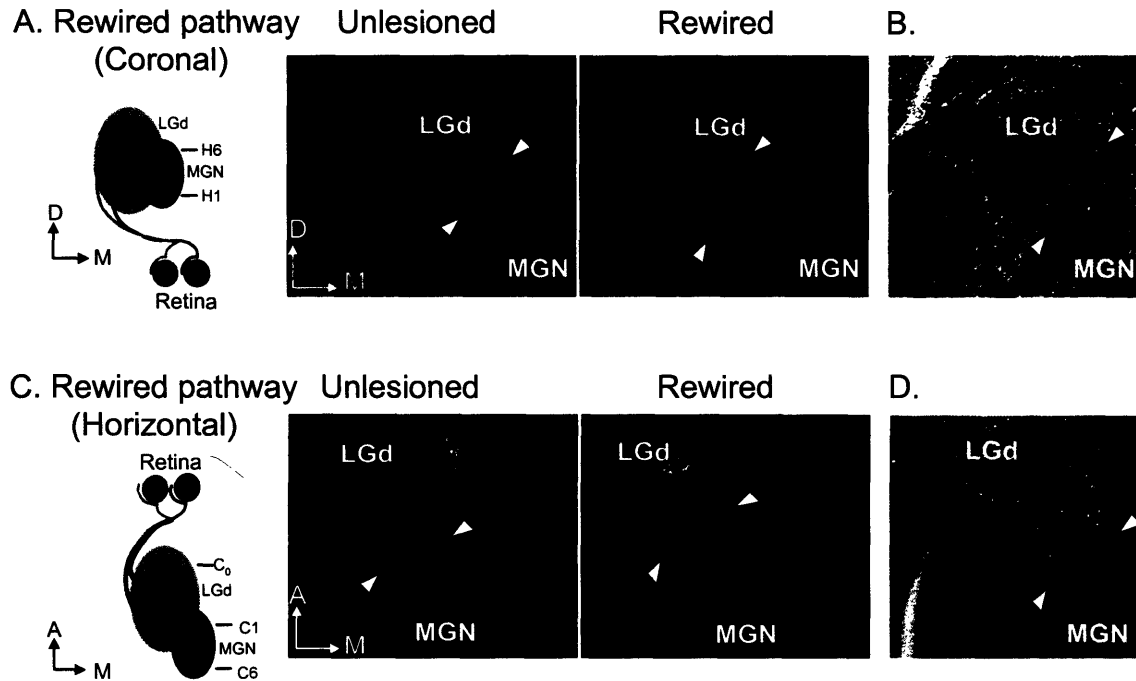 A. Rewired pathway
(Coronal)
Unlesioned
Rewired
B.
LGd
H6
MGN
H1
D
M
Retina
LGd
MGN
D
M
LGd
MGN
LGd
MGN
C. Rewired pathway
(Horizontal)
Unlesioned
Rewired
D.
Retina
C0
LGd
C1
MGN
C6
A
M
LGd
MGN
A
M
LGd
MGN
LGd
MGN